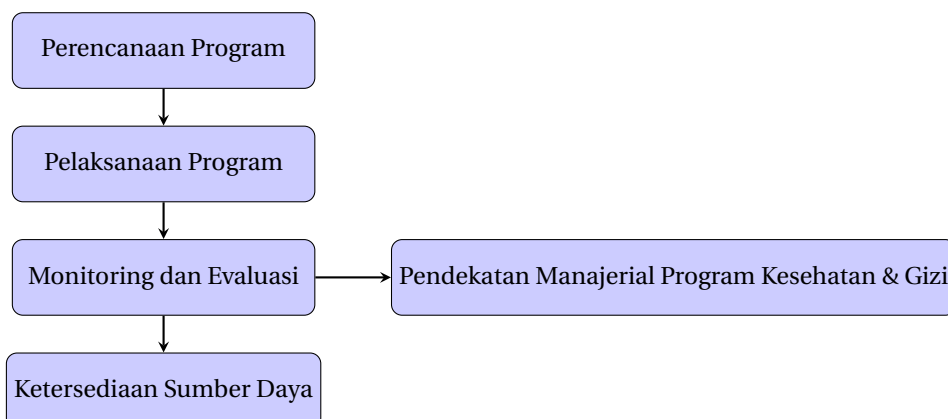 Perencanaan Program
Pelaksanaan Program
Monitoring dan Evaluasi
Pendekatan Manajerial Program Kesehatan & Gizi
Ketersediaan Sumber Daya